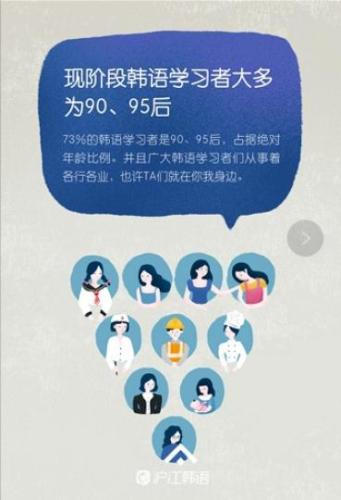 现阶段韩语学习者大多
为90、95后
73%的韩语学习者是90、95后，占据绝对
年龄比例。并且广大韩语学习者们从事着
各行各业，也许TA们就在你我身边。
沪江韩语